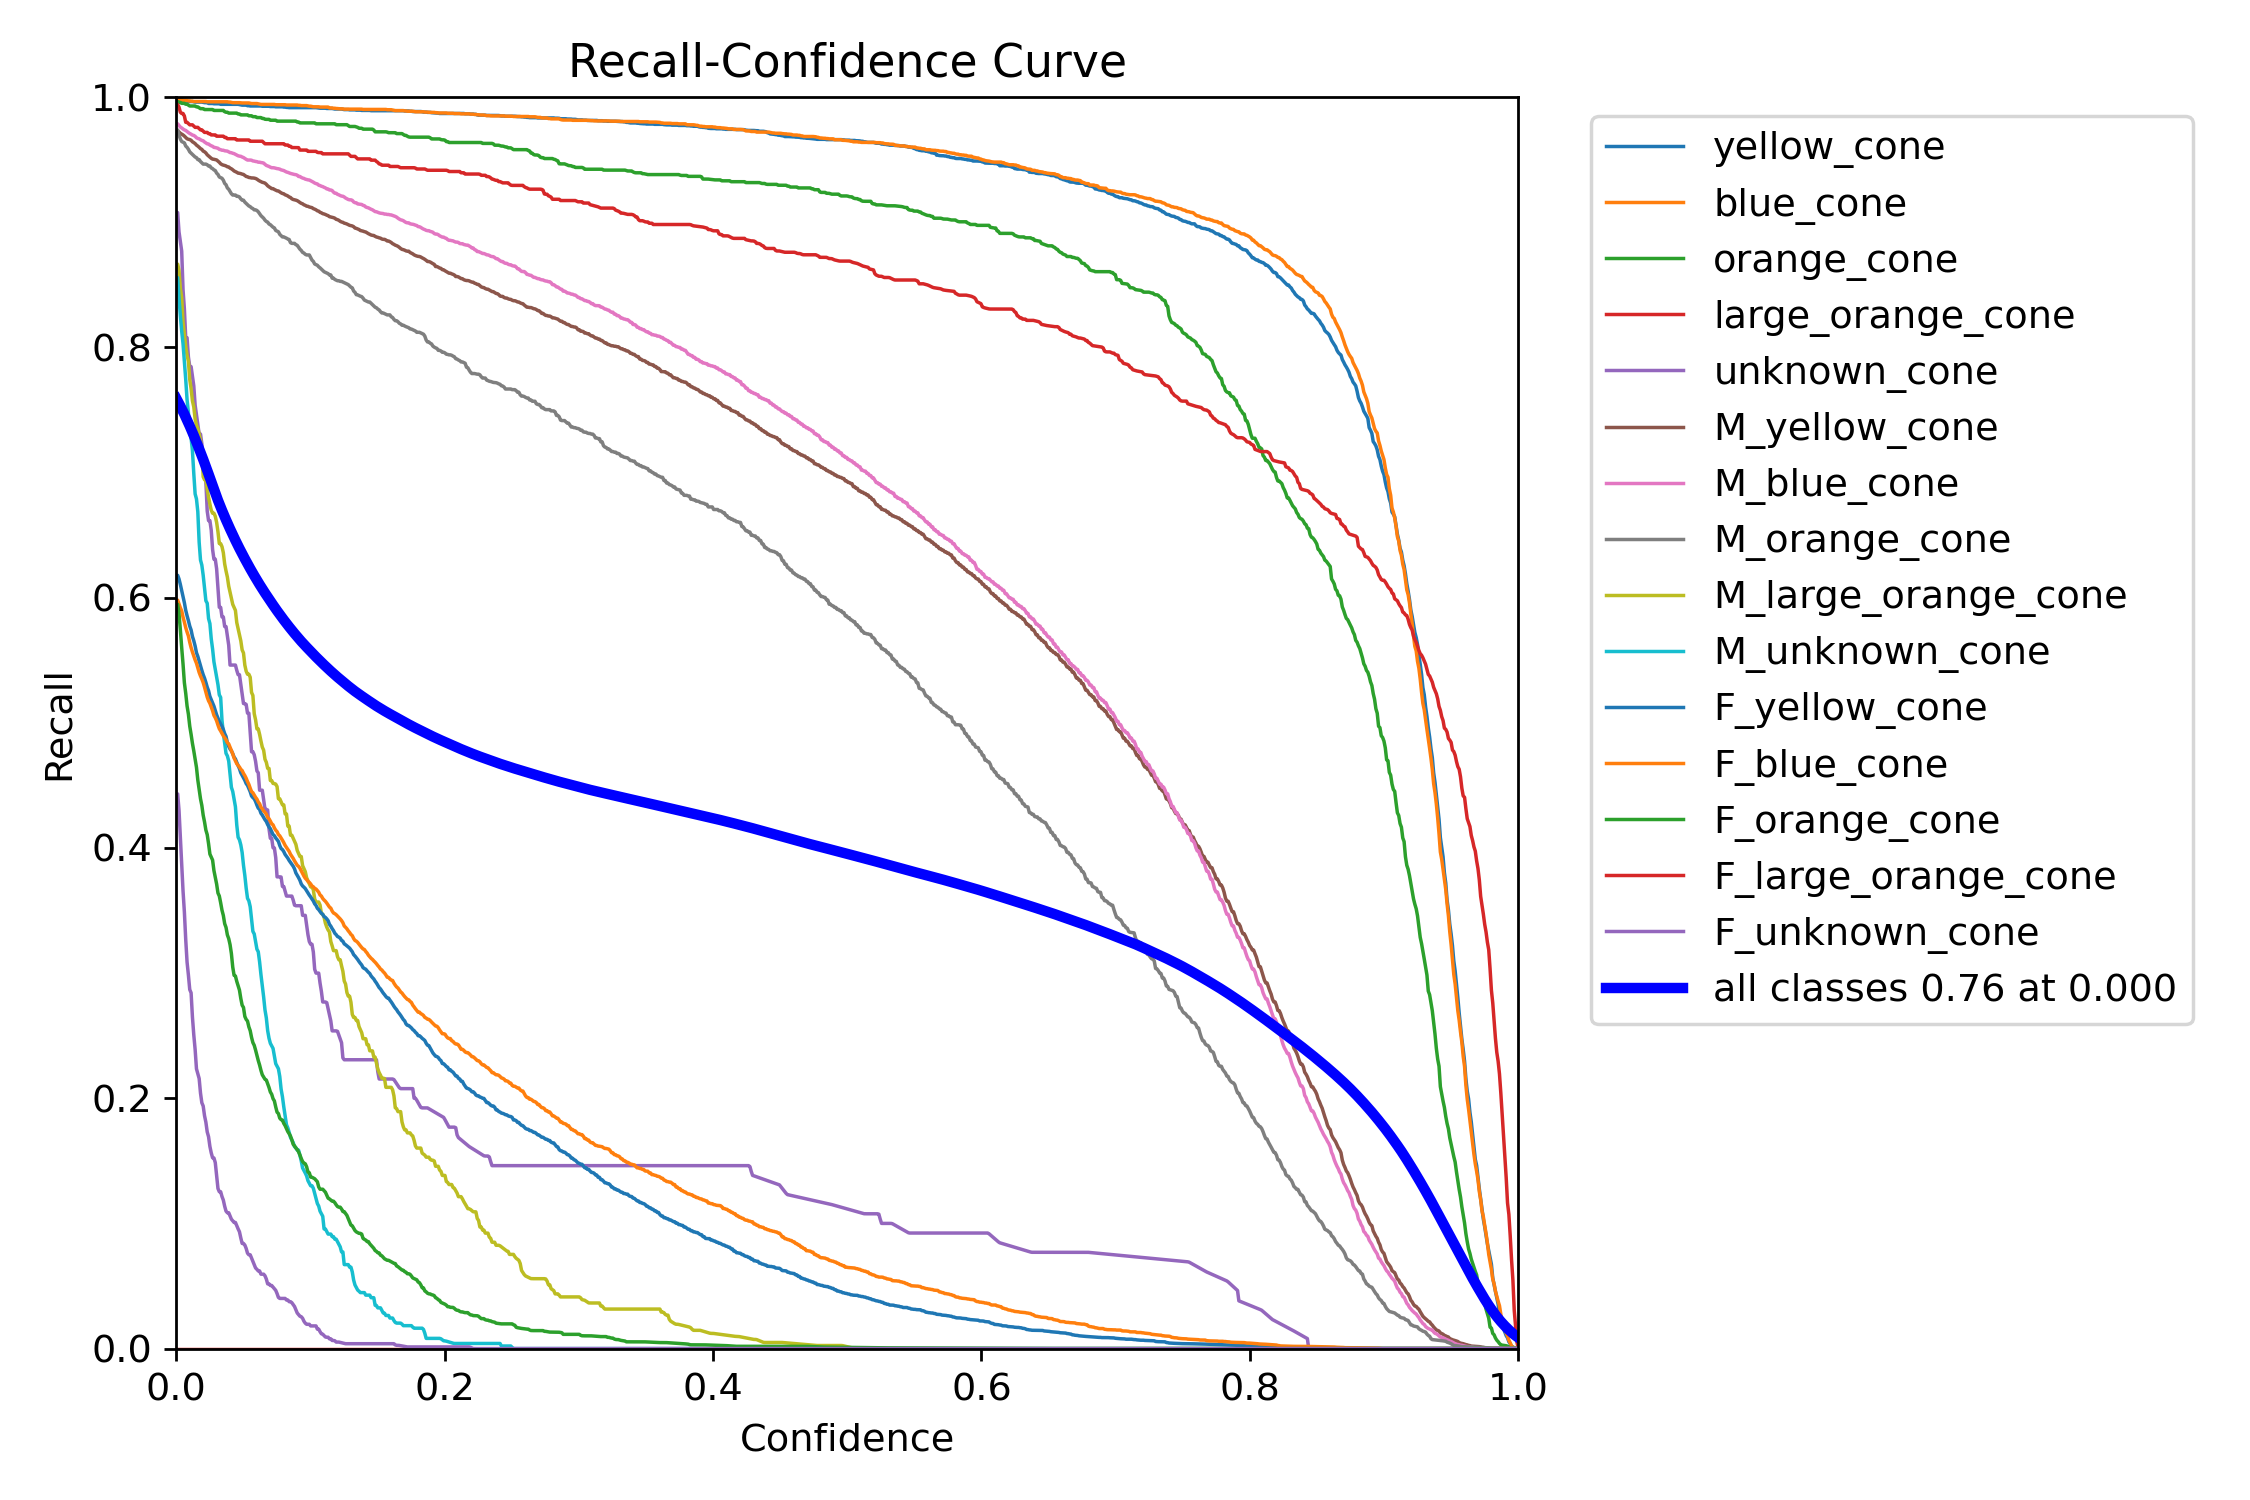 Recall-Confidence Curve
1.0
0.8
0.6
0.4
0.2
0.0
Recall
0.0 0.2 0.4 0.6 0.8 1.0
Confidence
yellow_cone
blue_cone
orange_cone
large_orange_cone
unknown_cone
M_yellow_cone
M_blue_cone
M_orange_cone
M_large_orange_cone
M_unknown_cone
F_yellow_cone
F_blue_cone
F_orange_cone
F_large_orange_cone
F_unknown_cone
all classes 0.76 at 0.000